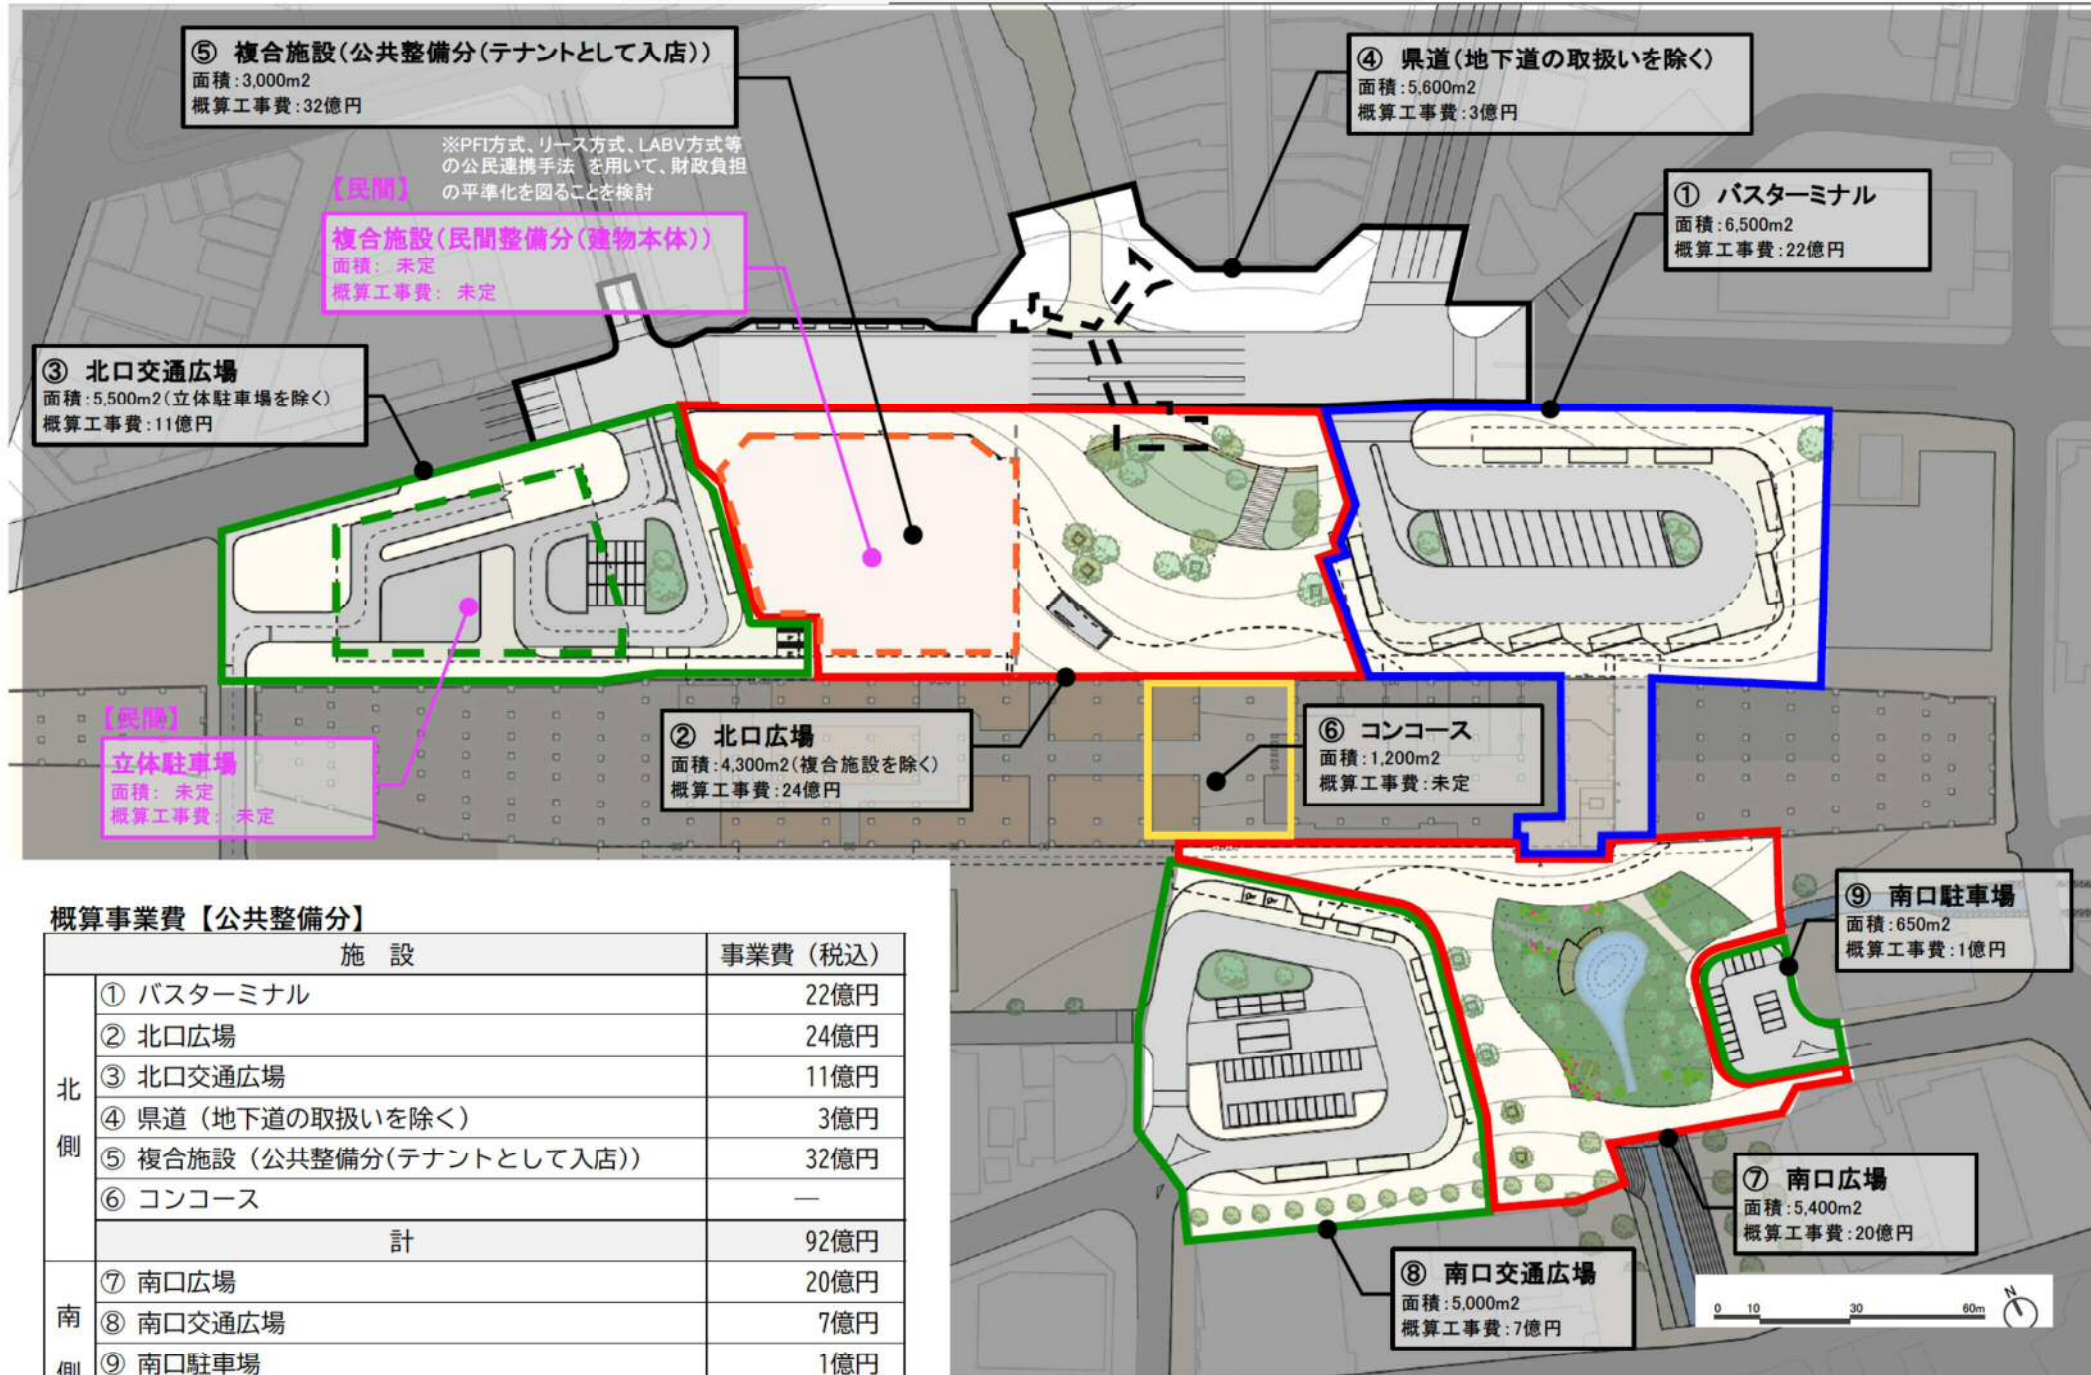 ⑤ 複合施設(公共整備分(テナントとして入店))
面積:3,000m2
概算工事費:32億円
※PFI方式、リース方式、LABV方式等
の公民連携手法 を用いて、財政負担
の平準化を図ることを検討
【民間】
複合施設(民間整備分(建物本体))
面積: 未定
概算工事費: 未定
④ 県道(地下道の取扱いを除く)
面積:5,600m2
概算工事費:3億円
① バスターミナル
面積:6,500m2
概算工事費:22億円
③ 北口交通広場
面積:5,500m2(立体駐車場を除く)
概算工事費:11億円
【民間】
立体駐車場
面積: 未定
概算工事費: 未定
② 北口広場
面積:4,300m2(複合施設を除く)
概算工事費:24億円
⑥ コンコース
面積:1,200m2
概算工事費:未定
⑨ 南口駐車場
面積:650m2
概算工事費:1億円
⑦ 南口広場
面積:5,400m2
概算工事費:20億円
⑧ 南口交通広場
面積:5,000m2
概算工事費:7億円
0 10 30 60m
N
概算事業費【公共整備分】
施 設 事業費(税込)
北側
① バスターミナル 22億円
② 北口広場 24億円
③ 北口交通広場 11億円
④ 県道(地下道の取扱いを除く) 3億円
⑤ 複合施設(公共整備分(テナントとして入店)) 32億円
⑥ コンコース ―
計 92億円
南側
⑦ 南口広場 20億円
⑧ 南口交通広場 7億円
⑨ 南口駐車場 1億円